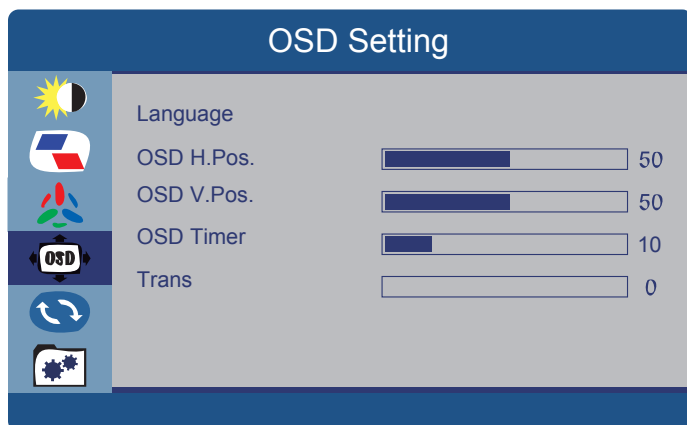 OSD Setting
Language
OSD H.Pos. 50
OSD V.Pos. 50
OSD Timer 10
Trans 0
OSD